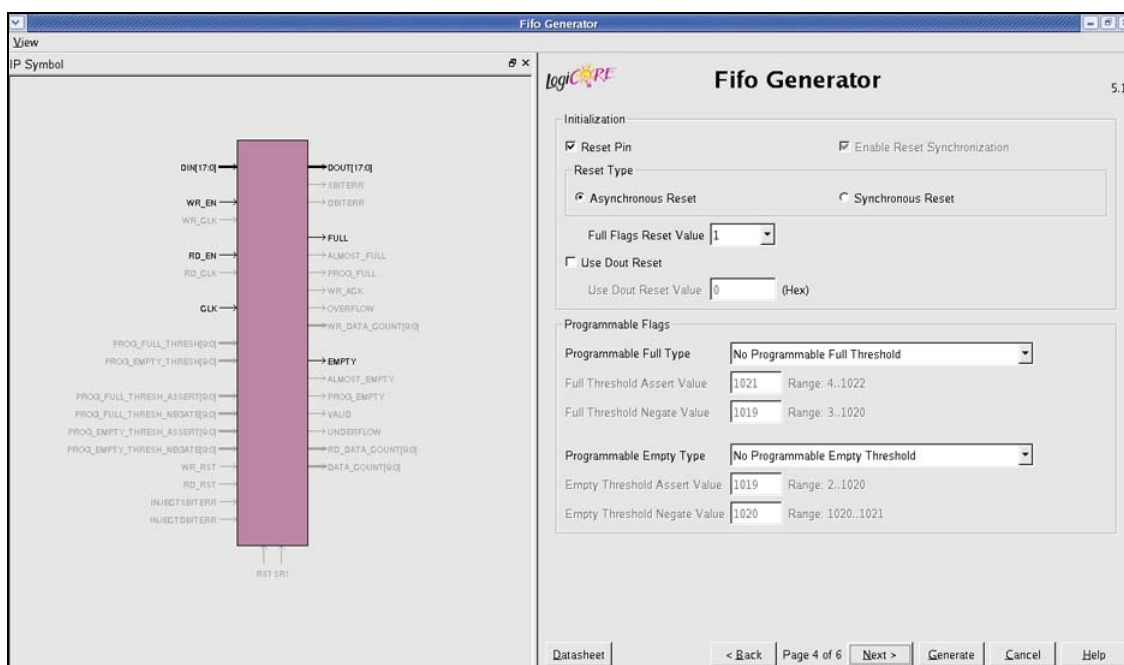 Fifo Generator
View
IP Symbol
DIN[17:0]
WR_EN
WR_CLK
RD_EN
RD_CLK
CLK
PROG_FULL_THRESH[9:0]
PROG_EMPTY_THRESH[9:0]
PROG_FULL_THRESH_ASSERT[9:0]
PROG_FULL_THRESH_NEGATE[9:0]
PROG_EMPTY_THRESH_ASSERT[9:0]
PROG_EMPTY_THRESH_NEGATE[9:0]
WR_RST
RD_RST
INJECTSBITERR
INJECTDBITERR
DOUT[17:0]
SBITERR
DBITERR
FULL
ALMOST_FULL
PROG_FULL
WR_ACK
OVERFLOW
WR_DATA_COUNT[9:0]
EMPTY
ALMOST_EMPTY
PROG_EMPTY
VALID
UNDERFLOW
RD_DATA_COUNT[9:0]
DATA_COUNT[9:0]
LogiCORE
Fifo Generator
5.1
Initialization
Reset Pin Enable Reset Synchronization
Reset Type
Asynchronous Reset Synchronous Reset
Full Flags Reset Value 1
Use Dout Reset
Use Dout Reset Value 0 (Hex)
Programmable Flags
Programmable Full Type No Programmable Full Threshold
Full Threshold Assert Value 1021 Range: 4..1022
Full Threshold Negate Value 1019 Range: 3..1020
Programmable Empty Type No Programmable Empty Threshold
Empty Threshold Assert Value 1019 Range: 2..1020
Empty Threshold Negate Value 1020 Range: 1020..1021
Datasheet < Back Page 4 of 6 Next > Generate Cancel Help